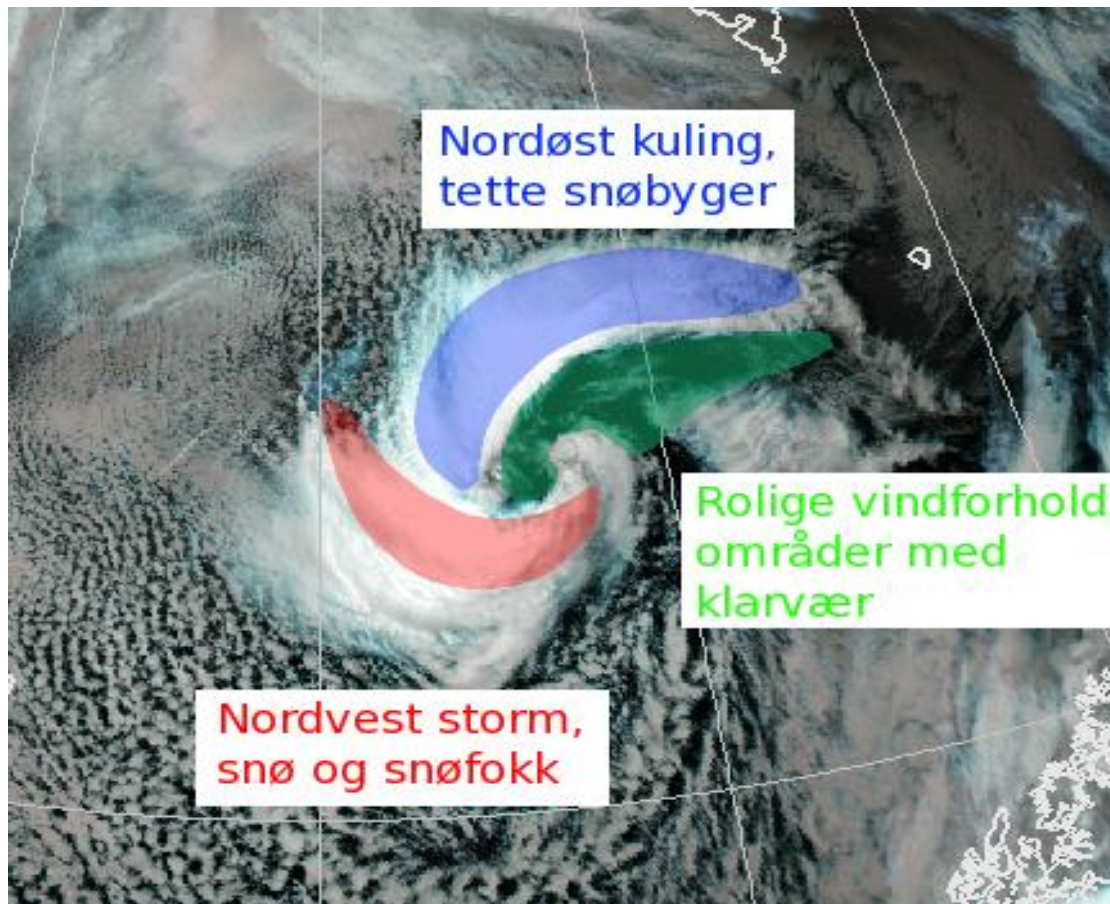 Nordøst kuling,
tette snøbyger
Rolige vindforhold
områder med
klarvær
Nordvest storm,
snø og snøfokk